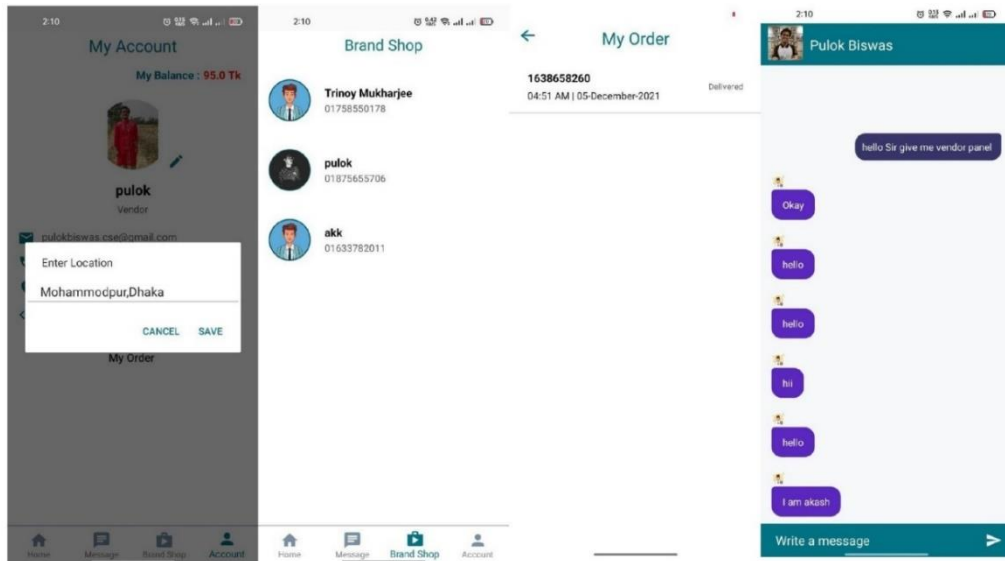 2:10
My Account
My Balance : 95.0 Tk
pulok
Vendor
pulokbiswas.cse@gmail.com
Enter Location
Mohammodpur,Dhaka
CANCEL SAVE
My Order
Home Message Brand Shop Account
2:10
Brand Shop
Trinoy Mukharjee
01758550178
pulok
01875655706
akk
01633782011
Home Message Brand Shop Account
My Order
1638658260
04:51 AM | 05-December-2021
Delivered
2:10
Pulok Biswas
hello Sir give me vendor panel
Okay
hello
hello
hii
hello
I am akash
Write a message